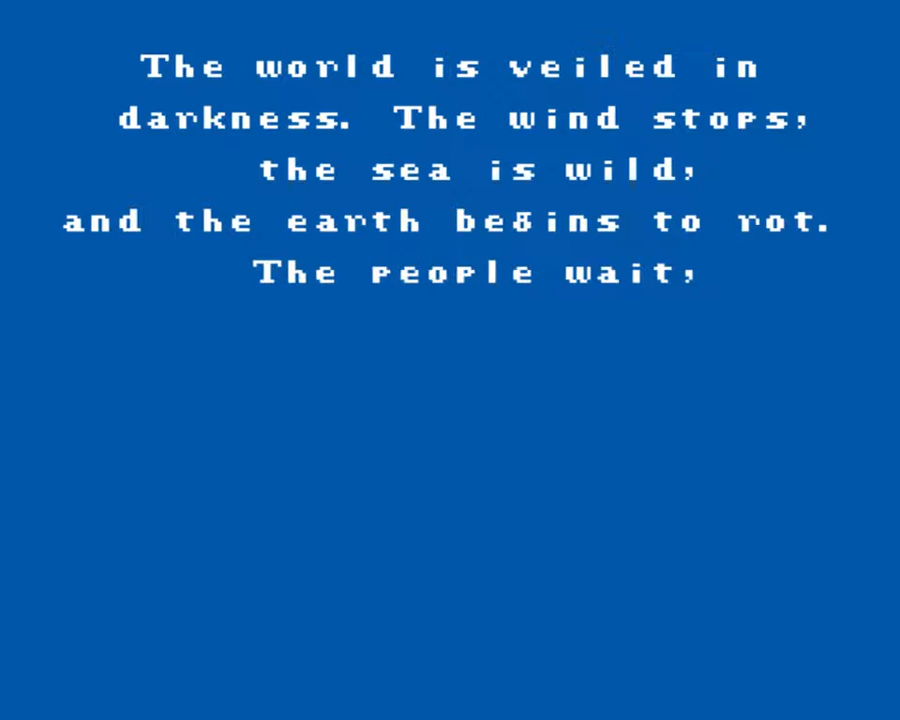 The world is veiled in
darkness. The wind stops,
the sea is wild,
and the earth begins to rot.
The people wait,